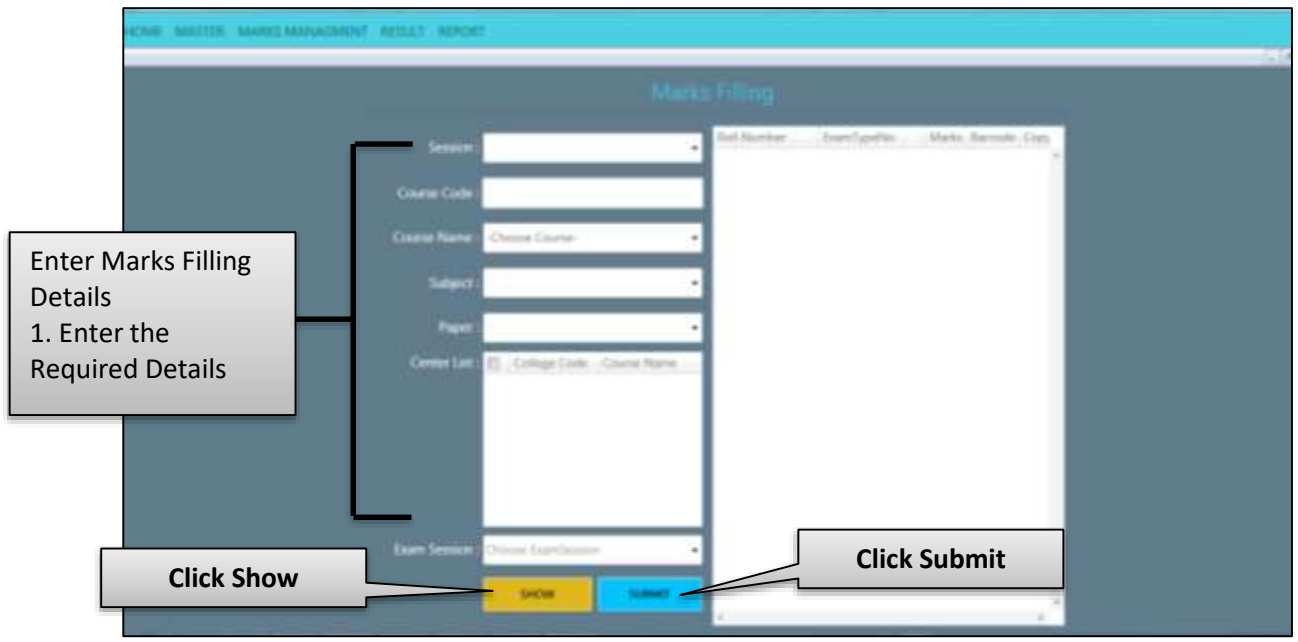 HOME MASTER MARKS MANAGMENT RESULT REPORT
Marks Filling
Session
Course Code
Course Name -Choose Course-
Subject
Paper
Center List College Code Course Name
Exam Session Choose ExamSession
SHOW SUBMIT
Roll Number ExamTypeNo Marks Barcode Copy
Enter Marks Filling
Details
1. Enter the
Required Details
Click Show
Click Submit